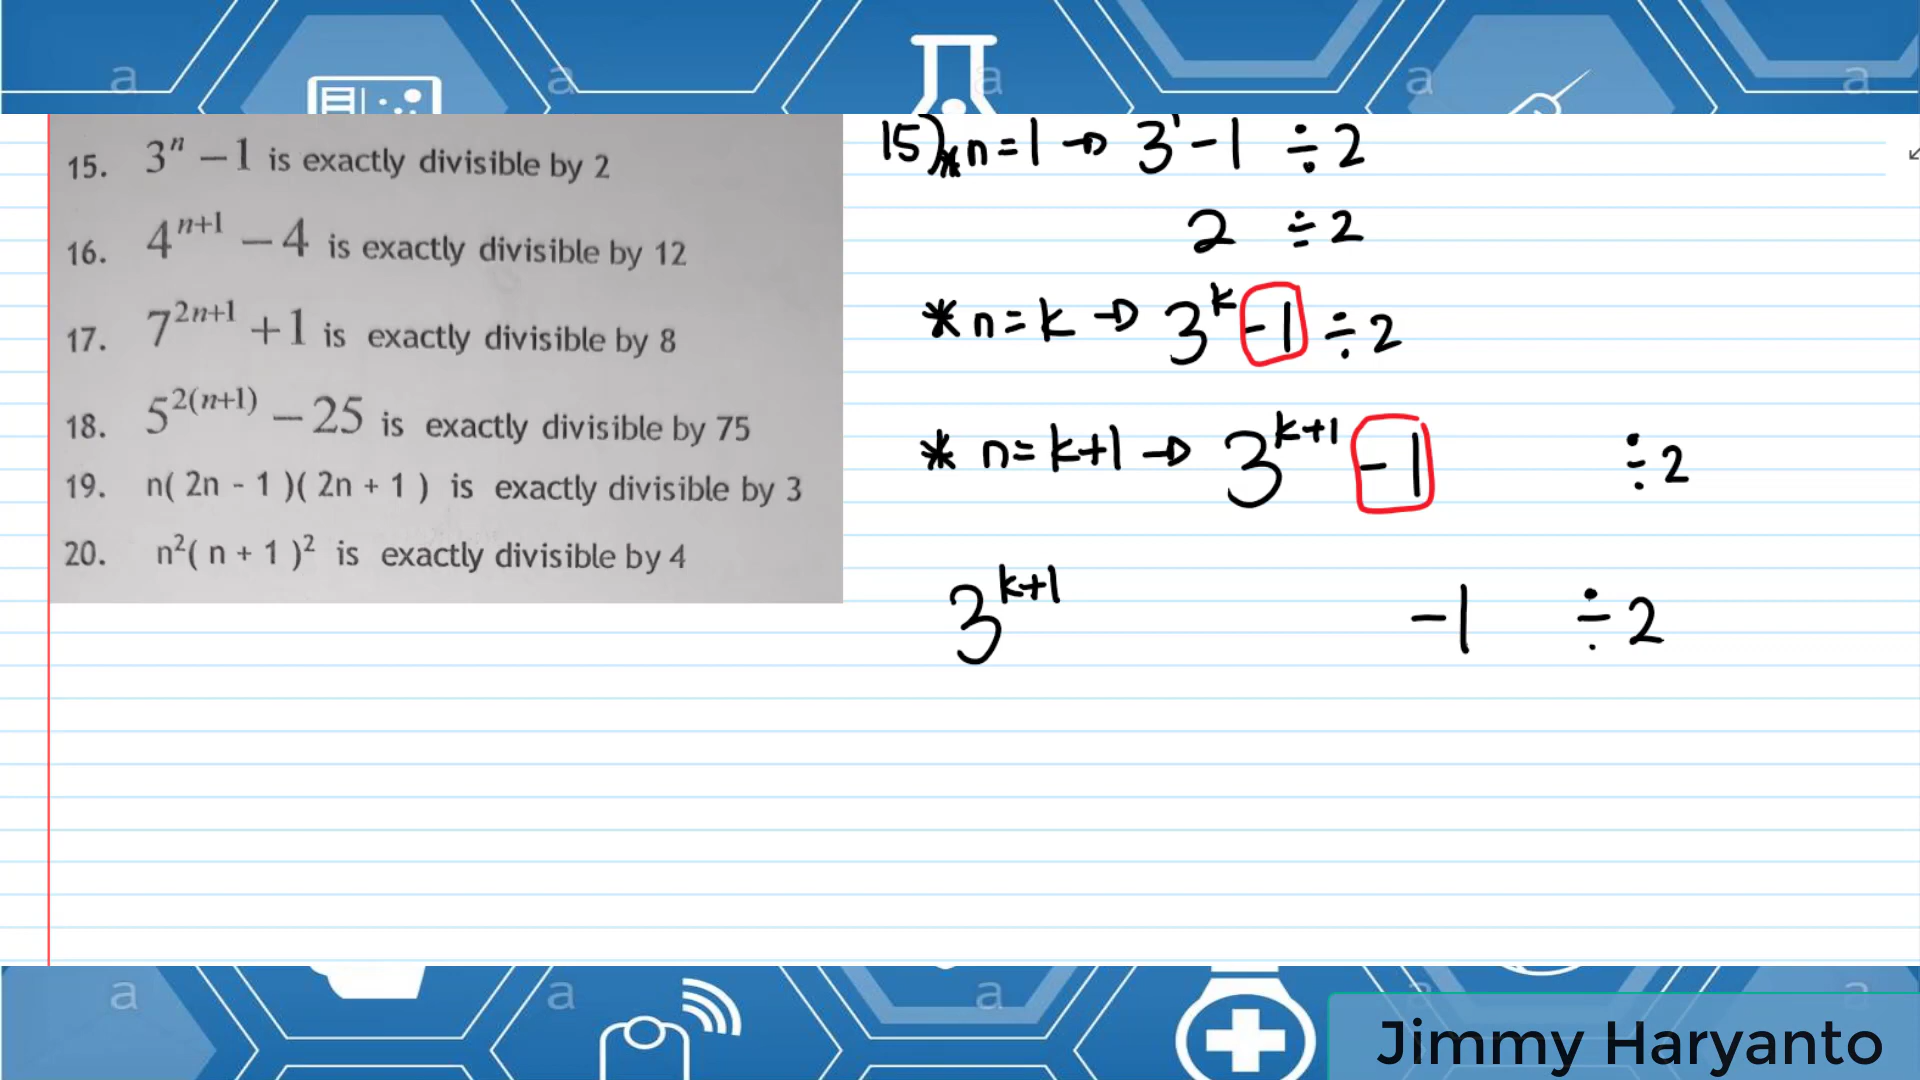 15. 3ⁿ − 1 is exactly divisible by 2
16. 4ⁿ⁺¹ − 4 is exactly divisible by 12
17. 7²ⁿ⁺¹ + 1 is exactly divisible by 8
18. 5²⁽ⁿ⁺¹⁾ − 25 is exactly divisible by 75
19. n( 2n - 1 )( 2n + 1 ) is exactly divisible by 3
20. n²( n + 1 )² is exactly divisible by 4
15) * n = 1 → 3¹ − 1 ÷ 2
2 ÷ 2
* n = k → 3ᵏ − 1 ÷ 2
* n = k+1 → 3ᵏ⁺¹ − 1 ÷ 2
3ᵏ⁺¹ − 1 ÷ 2
Jimmy Haryanto
a a a a a
a a a a a